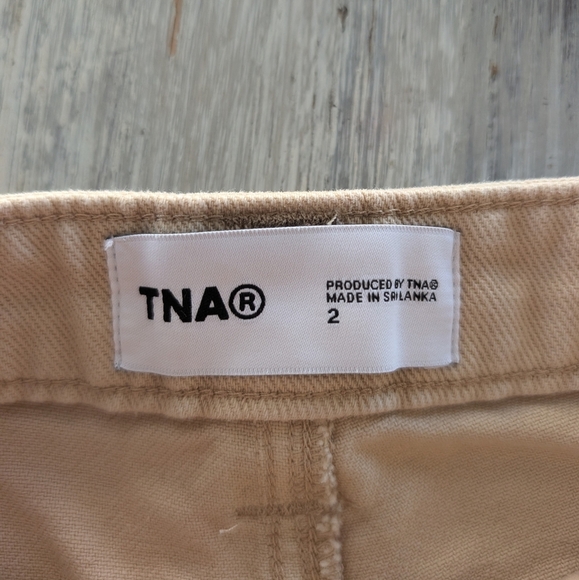 TNA®
PRODUCED BY TNA®
MADE IN SRI LANKA
2